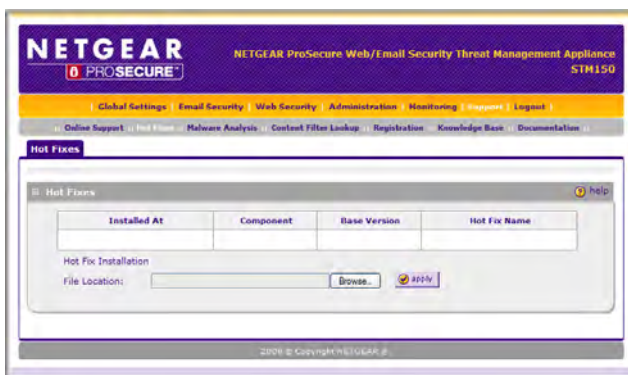 NETGEAR
PROSECURE
NETGEAR ProSecure Web/Email Security Threat Management Appliance
STM150
Global Settings | Email Security | Web Security | Administration | Monitoring | Support | Logout
Online Support :: Hot Fixes :: Malware Analysis :: Content Filter Lookup :: Registration :: Knowledge Base :: Documentation ::
Hot Fixes
Hot Fixes
help
Installed At Component Base Version Hot Fix Name
Hot Fix Installation
File Location: Browse... apply
Copyright NETGEAR ®